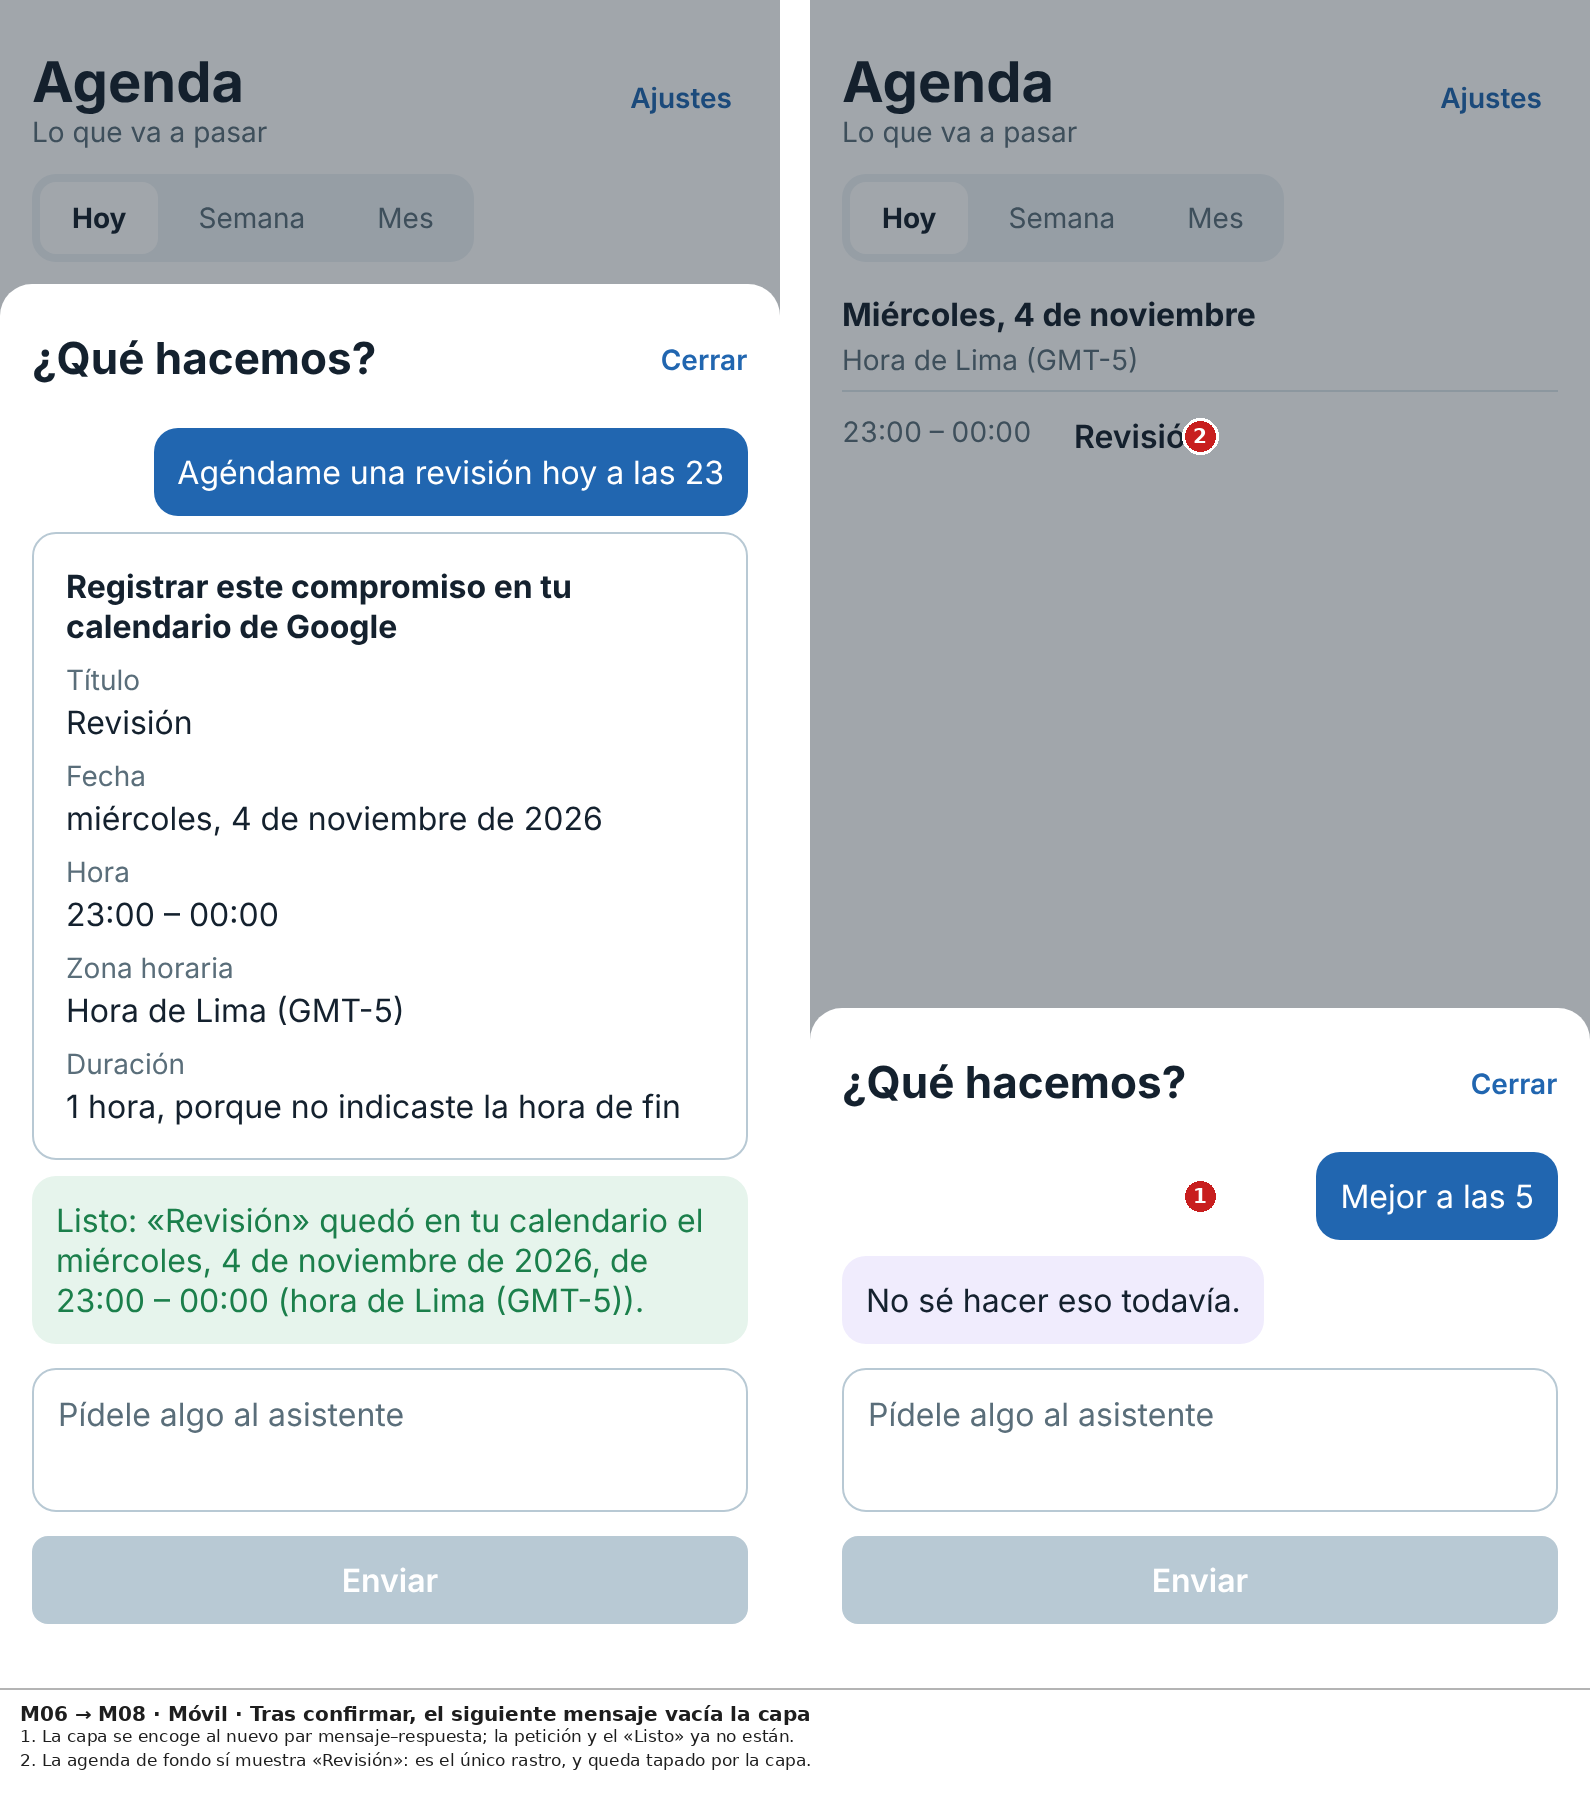 Agenda
Ajustes
Lo que va a pasar
Hoy
Semana
Mes
¿Qué hacemos?
Cerrar
Agéndame una revisión hoy a las 23
Registrar este compromiso en tu
calendario de Google
Título
Revisión
Fecha
miércoles, 4 de noviembre de 2026
Hora
23:00 – 00:00
Zona horaria
Hora de Lima (GMT-5)
Duración
1 hora, porque no indicaste la hora de fin
Listo: «Revisión» quedó en tu calendario el
miércoles, 4 de noviembre de 2026, de
23:00 – 00:00 (hora de Lima (GMT-5)).
Pídele algo al asistente
Enviar
Agenda
Ajustes
Lo que va a pasar
Hoy
Semana
Mes
Miércoles, 4 de noviembre
Hora de Lima (GMT-5)
23:00 – 00:00
Revisió
2
¿Qué hacemos?
Cerrar
1
Mejor a las 5
No sé hacer eso todavía.
Pídele algo al asistente
Enviar
M06 → M08 · Móvil · Tras confirmar, el siguiente mensaje vacía la capa
1. La capa se encoge al nuevo par mensaje–respuesta; la petición y el «Listo» ya no están.
2. La agenda de fondo sí muestra «Revisión»: es el único rastro, y queda tapado por la capa.